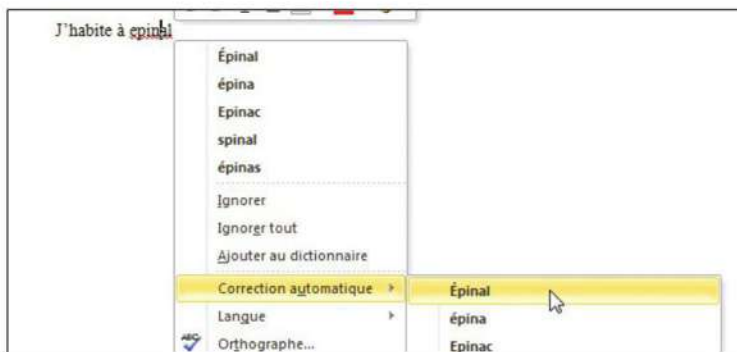 J'habite à epinal
Épinal
épina
Epinac
spinal
épinas
Ignorer
Ignorer tout
Ajouter au dictionnaire
Correction automatique
Épinal
Langue
épina
ABC
Orthographe...
Epinac